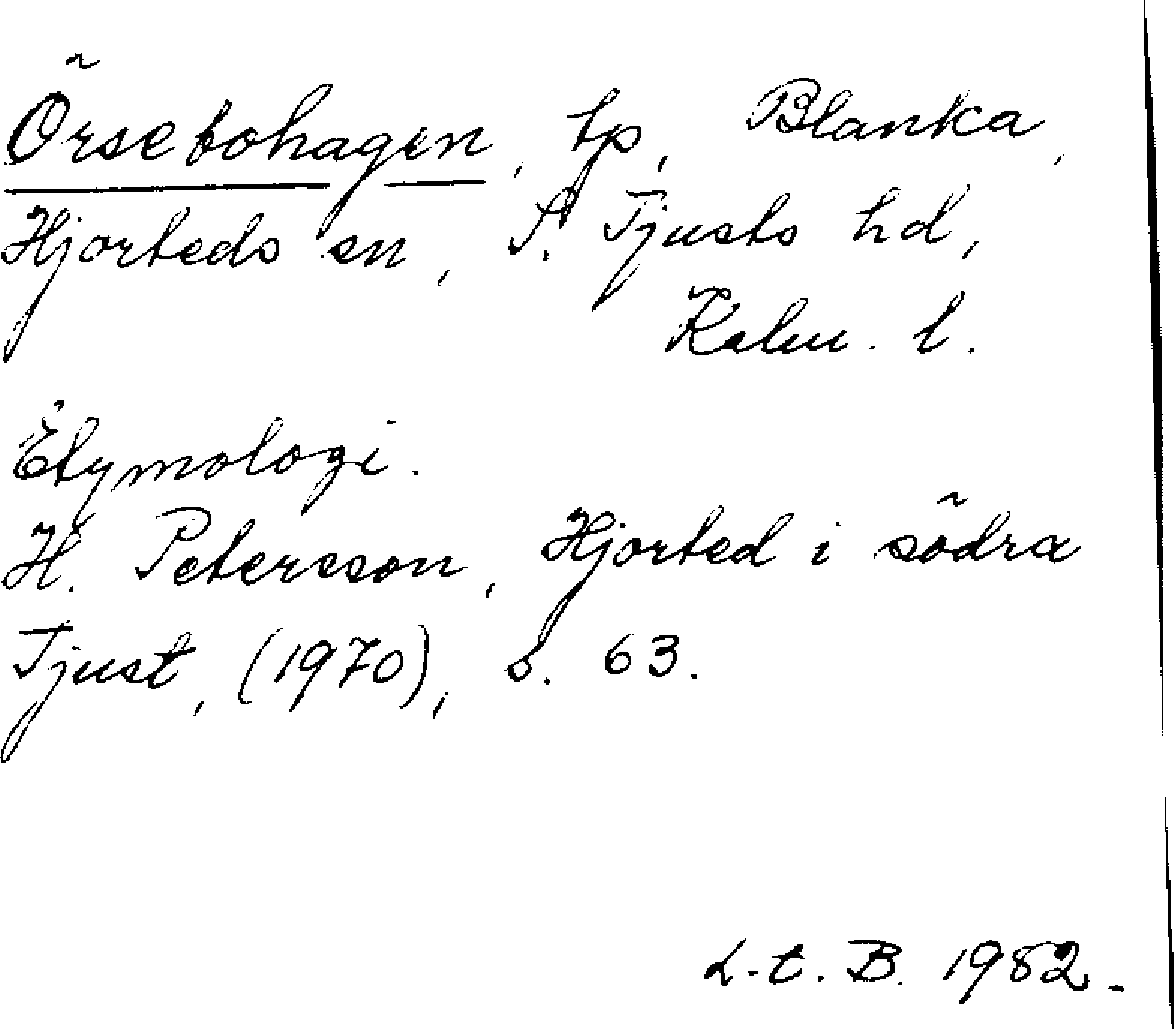 Örsebohagen, tp, Blanka,
Hjorteds sn, S. Tjusts hd,
Kalm. l.
Etymologi.
H. Petersson, Hjorted i södra
Tjust, (1970), s. 63.
L.t. B. 1982.